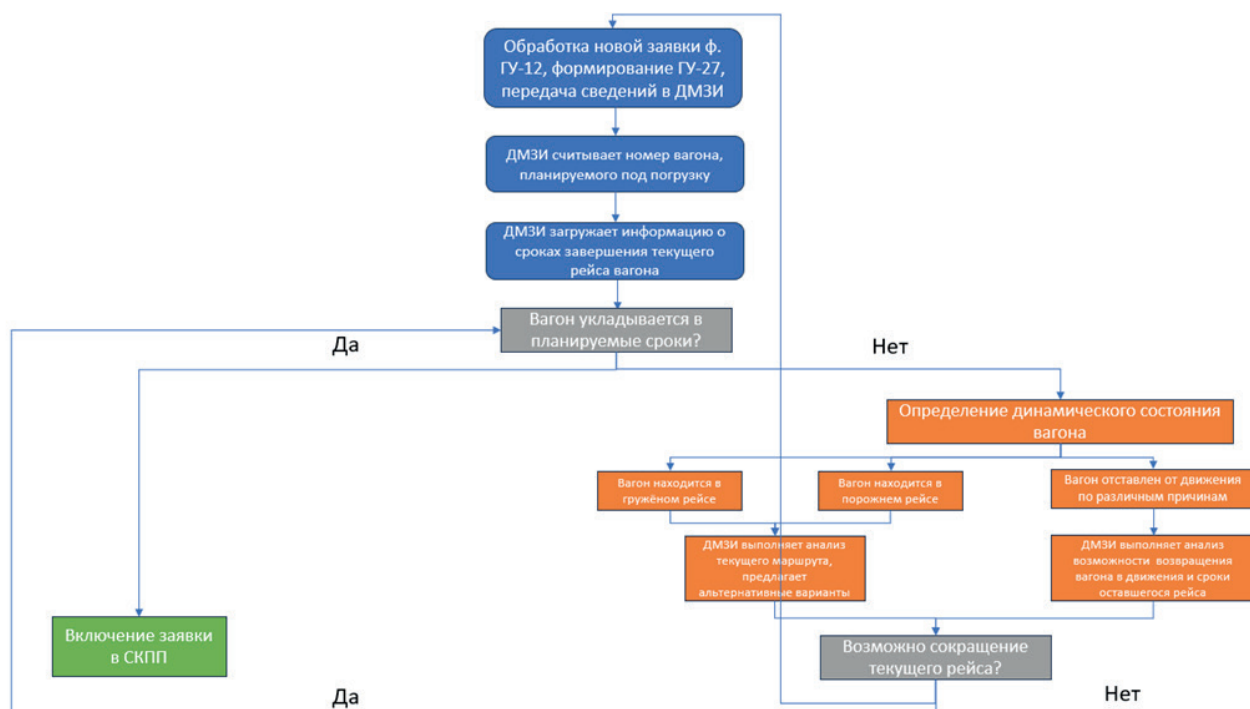 Обработка новой заявки ф.
ГУ-12, формирование ГУ-27,
передача сведений в ДМЗИ
ДМЗИ считывает номер вагона,
планируемого под погрузку
ДМЗИ загружает информацию о
сроках завершения текущего
рейса вагона
Вагон укладывается в
планируемые сроки?
Да
Нет
Определение динамического состояния
вагона
Вагон находится в
гружёном рейсе
Вагон находится в
порожнем рейсе
Вагон отставлен от движения
по различным причинам
ДМЗИ выполняет анализ
текущего маршрута,
предлагает
альтернативные варианты
ДМЗИ выполняет анализ
возможности возвращения
вагона в движения и сроки
оставшегося рейса
Включение заявки
в СКПП
Возможно сокращение
текущего рейса?
Да
Нет